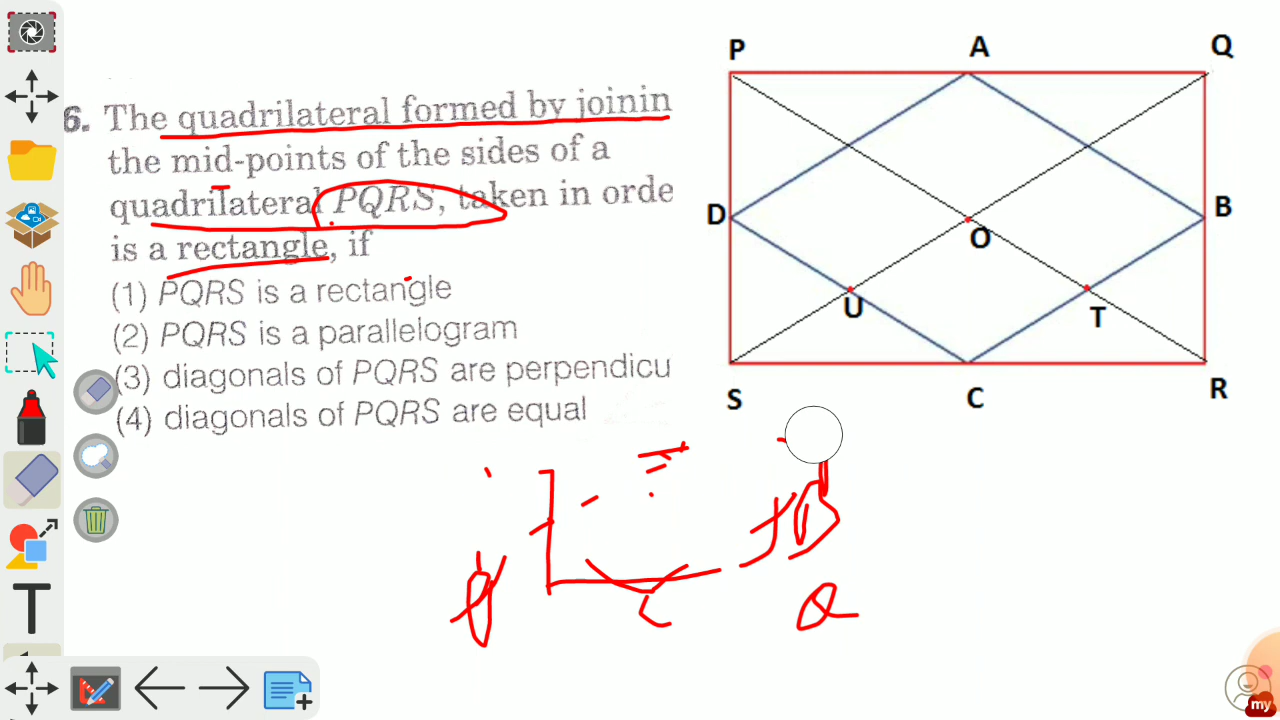 6. The quadrilateral formed by joinin
the mid-points of the sides of a
quadrilateral PQRS, taken in orde
is a rectangle, if
(1) PQRS is a rectangle
(2) PQRS is a parallelogram
(3) diagonals of PQRS are perpendicu
(4) diagonals of PQRS are equal
P A Q
D B
O
U T
S C R
B
C
Q
T
my